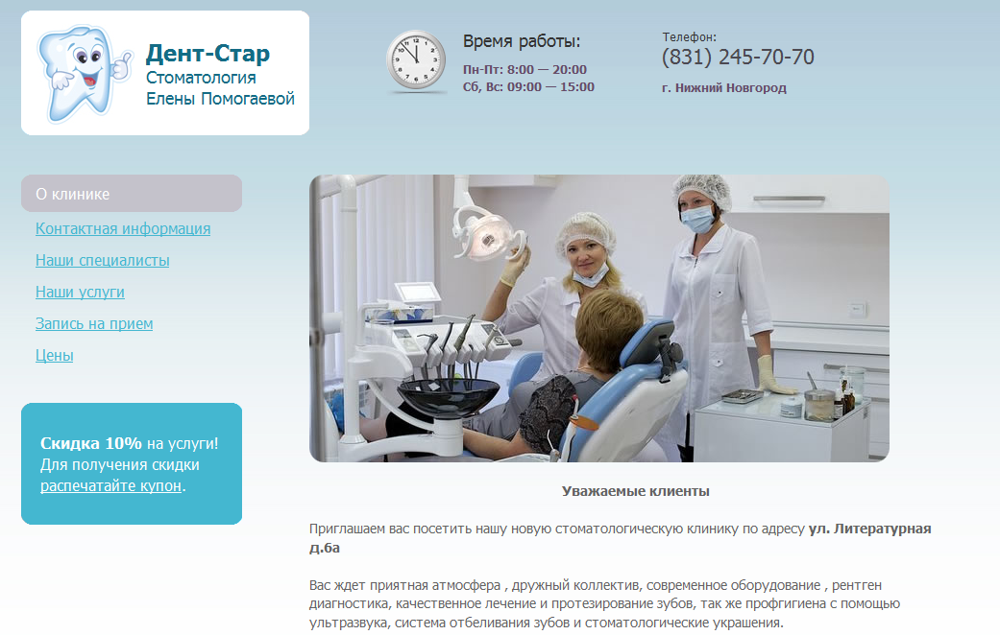 Дент-Стар
Стоматология
Елены Помогаевой
Время работы:
Пн-Пт: 8:00 — 20:00
Сб, Вс: 09:00 — 15:00
Телефон:
(831) 245-70-70
г. Нижний Новгород
О клинике
Контактная информация
Наши специалисты
Наши услуги
Запись на прием
Цены
Скидка 10% на услуги!
Для получения скидки
распечатайте купон.
Уважаемые клиенты
Приглашаем вас посетить нашу новую стоматологическую клинику по адресу ул. Литературная
д.6а
Вас ждет приятная атмосфера , дружный коллектив, современное оборудование , рентген
диагностика, качественное лечение и протезирование зубов, так же профгигиена с помощью
ультразвука, система отбеливания зубов и стоматологические украшения.